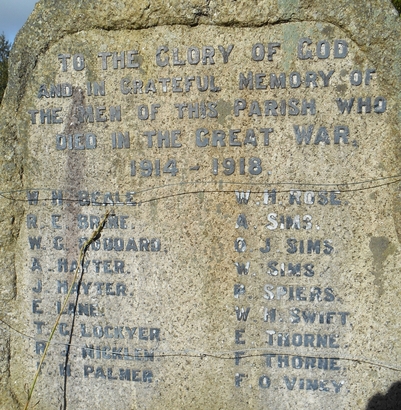 TO THE GLORY OF GOD
AND IN GRATEFUL MEMORY OF
THE MEN OF THIS PARISH WHO
DIED IN THE GREAT WAR.
1914 - 1918.
H. BEALE.
R. E.
W. G. GODDARD.
A. HAYTER.
J. HAYTER.
E. LANE.
T. G. LOCKYER
HICKLEN
H PALMER
W. H. ROSE.
A SIMS.
J SIMS
W. SIMS
SPIERS.
W H. SWIFT
E THORNE.
F THORNE.
F O. VINEY